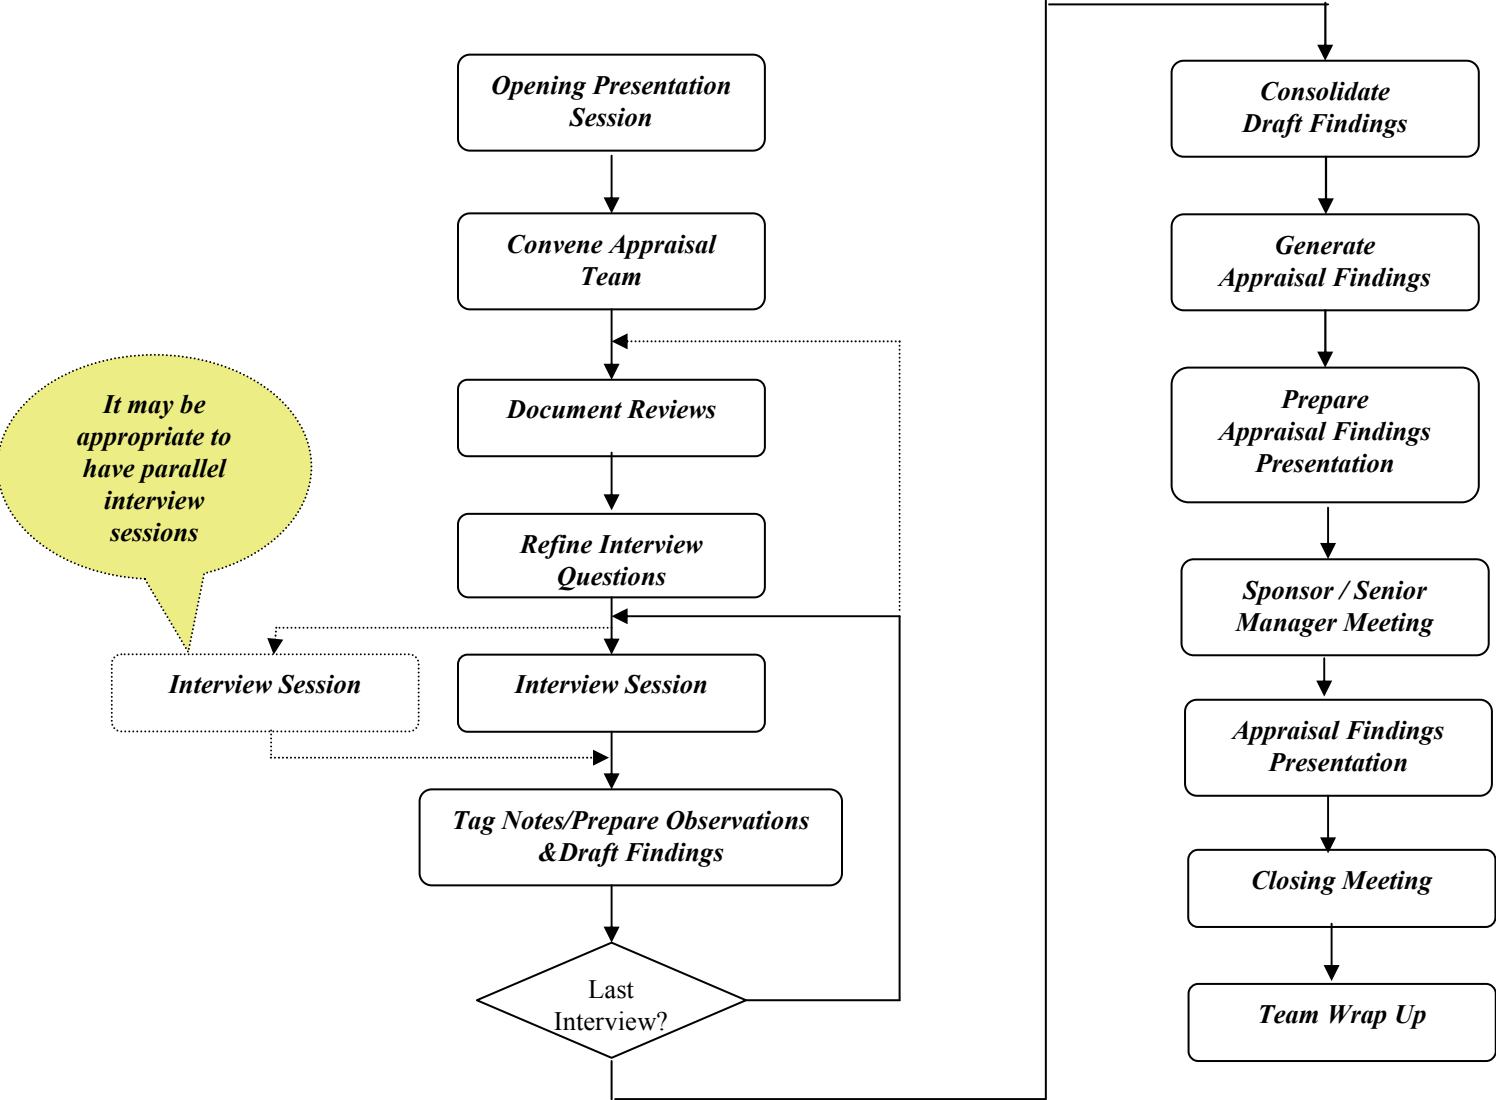 Opening Presentation
Session
Convene Appraisal
Team
Document Reviews
It may be
appropriate to
have parallel
interview
sessions
Refine Interview
Questions
Interview Session
Interview Session
Tag Notes/Prepare Observations
&Draft Findings
Last
Interview?
Consolidate
Draft Findings
Generate
Appraisal Findings
Prepare
Appraisal Findings
Presentation
Sponsor / Senior
Manager Meeting
Appraisal Findings
Presentation
Closing Meeting
Team Wrap Up